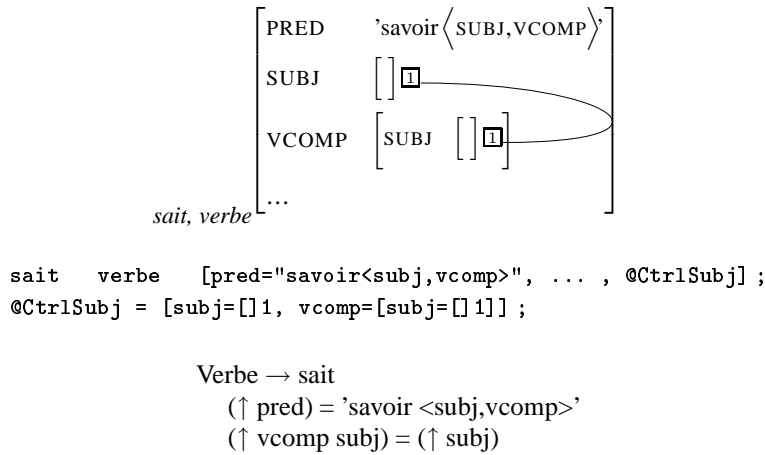 PRED ’savoir⟨SUBJ,VCOMP⟩’
SUBJ [ ] 1
VCOMP [SUBJ [ ] 1]
...
sait, verbe
sait verbe [pred="savoir<subj,vcomp>", ... , @CtrlSubj] ;
@CtrlSubj = [subj=[]1, vcomp=[subj=[]1]] ;
Verbe → sait
(↑ pred) = ’savoir <subj,vcomp>’
(↑ vcomp subj) = (↑ subj)